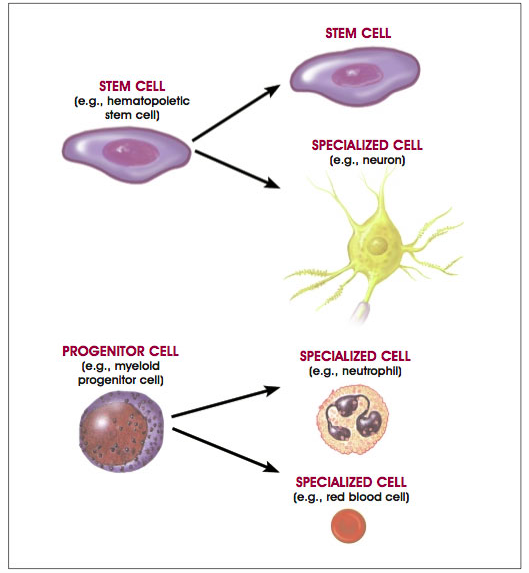 STEM CELL
STEM CELL
(e.g., hematopoietic
stem cell)
SPECIALIZED CELL
(e.g., neuron)
PROGENITOR CELL
(e.g., myeloid
progenitor cell)
SPECIALIZED CELL
(e.g., neutrophil)
SPECIALIZED CELL
(e.g., red blood cell)